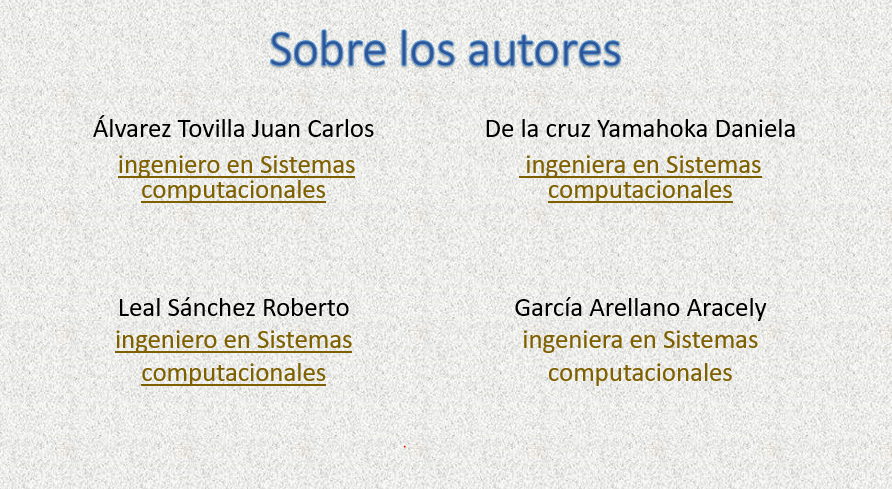 Sobre los autores
Álvarez Tovilla Juan Carlos
ingeniero en Sistemas
computacionales
De la cruz Yamahoka Daniela
ingeniera en Sistemas
computacionales
Leal Sánchez Roberto
ingeniero en Sistemas
computacionales
García Arellano Aracely
ingeniera en Sistemas
computacionales